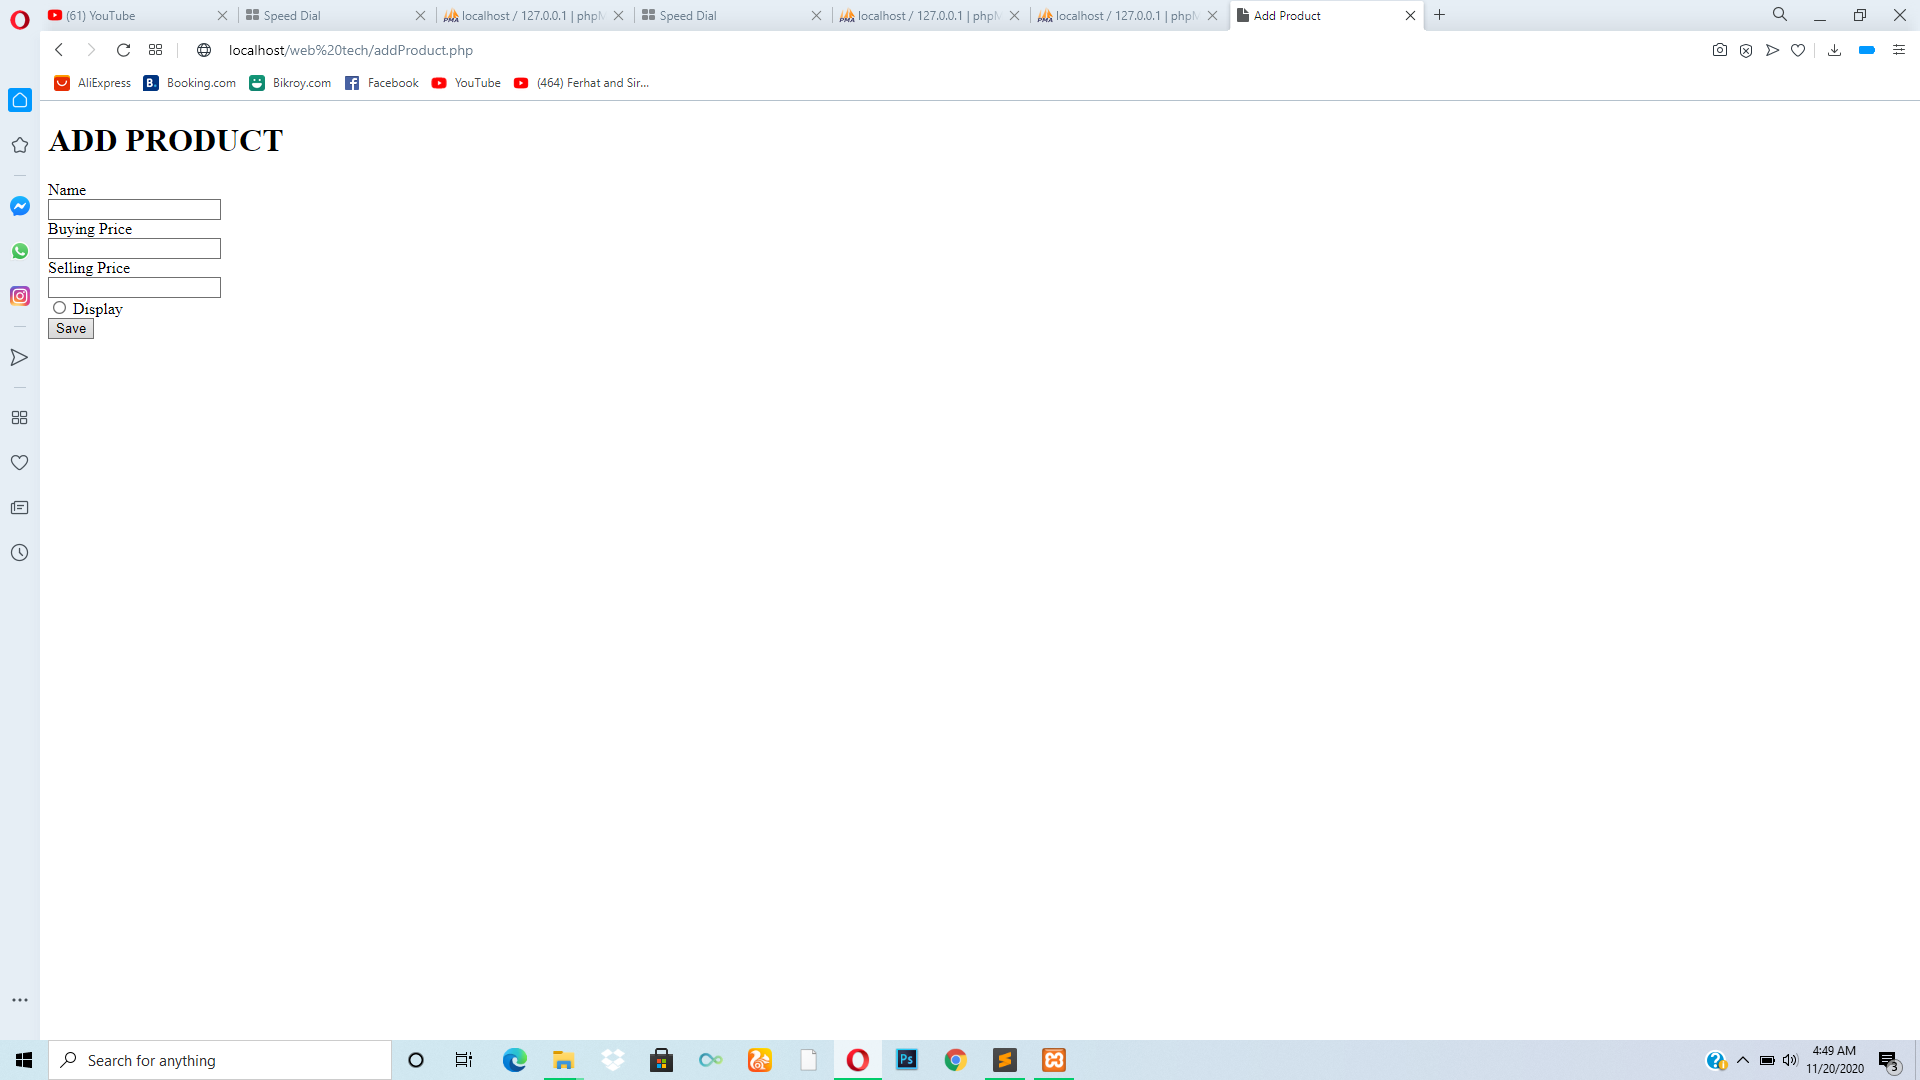 (61) YouTube
Speed Dial
localhost / 127.0.0.1 | phpM
Speed Dial
localhost / 127.0.0.1 | phpM
localhost / 127.0.0.1 | phpM
Add Product
localhost/web%20tech/addProduct.php
AliExpress
Booking.com
Bikroy.com
Facebook
YouTube
(464) Ferhat and Sir...
ADD PRODUCT
Name
Buying Price
Selling Price
Display
Save
Search for anything
4:49 AM
11/20/2020
3